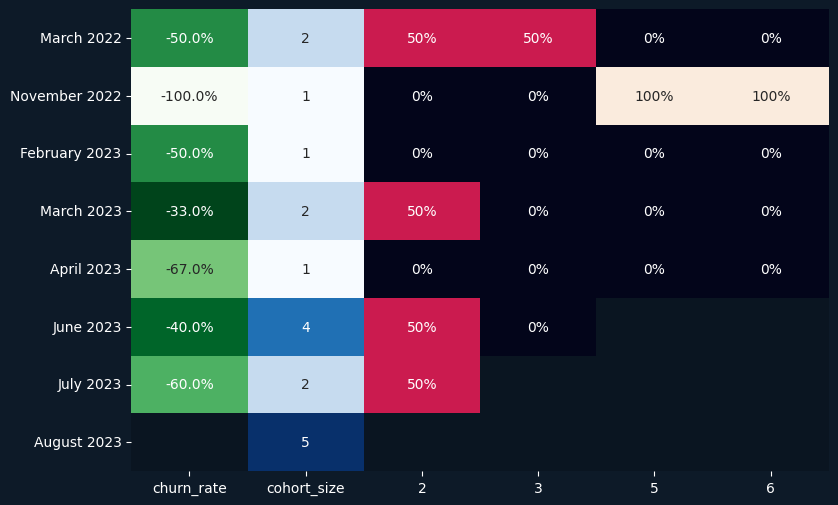 March 2022 -50.0% 2 50% 50% 0% 0%
November 2022 -100.0% 1 0% 0% 100% 100%
February 2023 -50.0% 1 0% 0% 0% 0%
March 2023 -33.0% 2 50% 0% 0% 0%
April 2023 -67.0% 1 0% 0% 0% 0%
June 2023 -40.0% 4 50% 0%
July 2023 -60.0% 2 50%
August 2023 5
churn_rate cohort_size 2 3 5 6